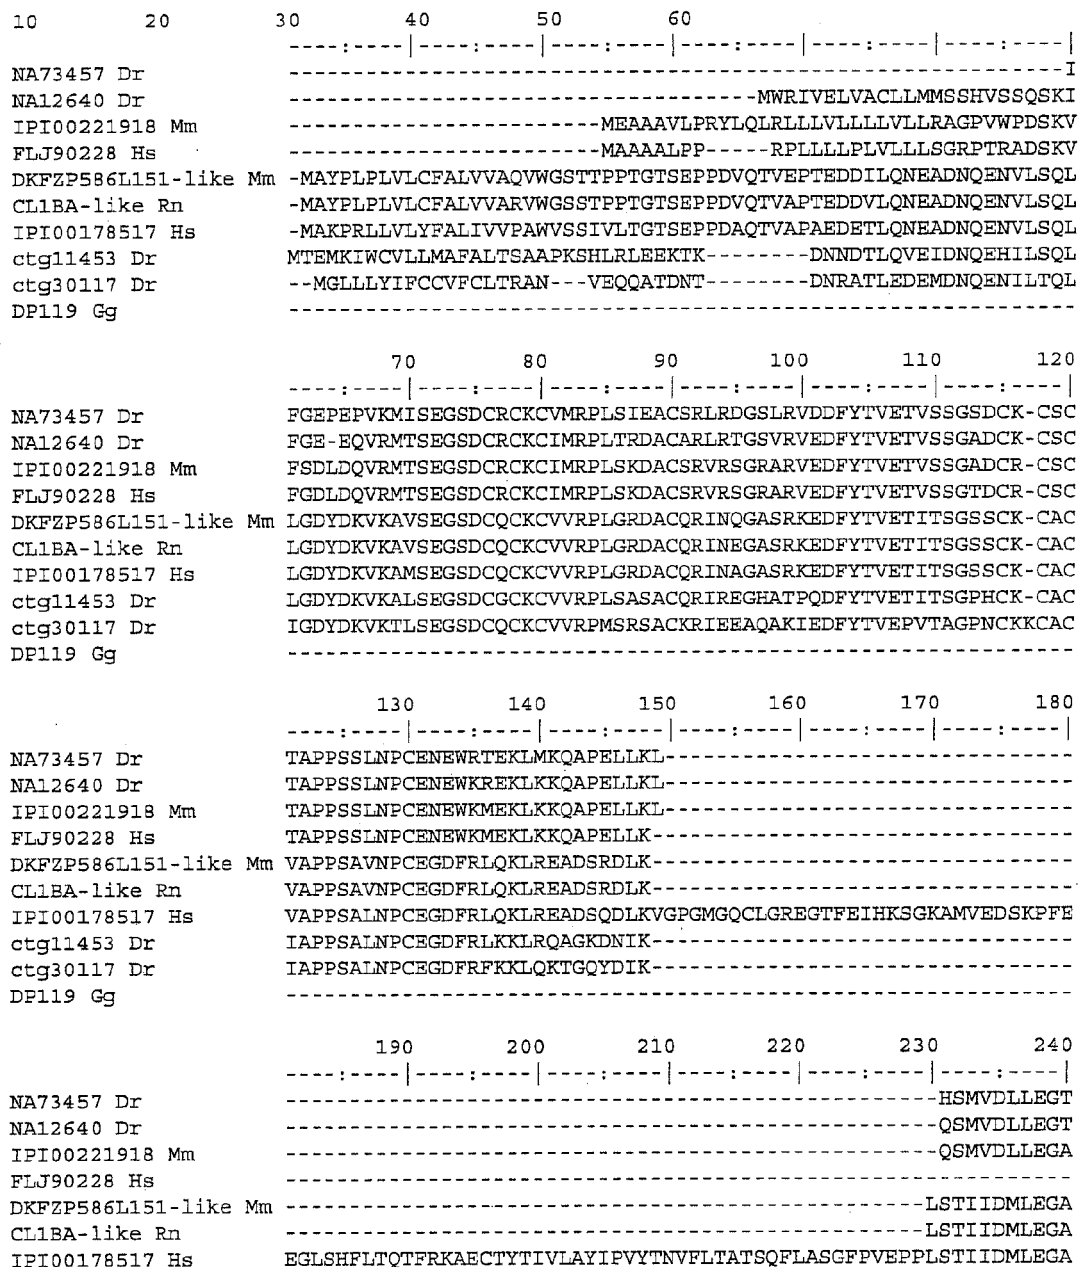 10 20 30 40 50 60
----:----|----:----|----:----|----:----|----:----|----:----|
NA73457 Dr -----------------------------------------------------------I
NA12640 Dr ------------------------------------MWRIVELVACLLMMSSHVSSQSKI
IPI00221918 Mm ------------------------MEAAAVLPRYLQLRLLLVLLLLVLLRAGPVWPDSKV
FLJ90228 Hs ------------------------MAAAALPP-----RPLLLLPLVLLLSGRPTRADSKV
DKFZP586L151-like Mm -MAYPLPLVLCFALVVAQVWGSTTPPTGTSEPPDVQTVEPTEDDILQNEADNQENVLSQL
CL1BA-like Rn -MAYPLPLVLCFALVVARVWGSSTPPTGTSEPPDVQTVAPTEDDVLQNEADNQENVLSQL
IPI00178517 Hs -MAKPRLLVLYFALIVVPAWVSSIVLTGTSEPPDAQTVAPAEDETLQNEADNQENVLSQL
ctg11453 Dr MTEMKIWCVLLMAFALTSAAPKSHLRLEEKTK--------DNNDTLQVEIDNQEHILSQL
ctg30117 Dr --MGLLLYIFCCVFCLTRAN---VEQQATDNT--------DNRATLEDEMDNQENILTQL
DP119 Gg ------------------------------------------------------------
70 80 90 100 110 120
----:----|----:----|----:----|----:----|----:----|----:----|
NA73457 Dr FGEPEPVKMISEGSDCRCKCVMRPLSIEACSRLRDGSLRVDDFYTVETVSSGSDCK-CSC
NA12640 Dr FGE-EQVRMTSEGSDCRCKCIMRPLTRDACARLRTGSVRVEDFYTVETVSSGADCK-CSC
IPI00221918 Mm FSDLDQVRMTSEGSDCRCKCIMRPLSKDACSRVRSGRARVEDFYTVETVSSGADCR-CSC
FLJ90228 Hs FGDLDQVRMTSEGSDCRCKCIMRPLSKDACSRVRSGRARVEDFYTVETVSSGTDCR-CSC
DKFZP586L151-like Mm LGDYDKVKAVSEGSDCQCKCVVRPLGRDACQRINQGASRKEDFYTVETITSGSSCK-CAC
CL1BA-like Rn LGDYDKVKAVSEGSDCQCKCVVRPLGRDACQRINEGASRKEDFYTVETITSGSSCK-CAC
IPI00178517 Hs LGDYDKVKAMSEGSDCQCKCVVRPLGRDACQRINAGASRKEDFYTVETITSGSSCK-CAC
ctg11453 Dr LGDYDKVKALSEGSDCGCKCVVRPLSASACQRIREGHATPQDFYTVETITSGPHCK-CAC
ctg30117 Dr IGDYDKVKTLSEGSDCQCKCVVRPMSRSACKRIEEAQAKIEDFYTVEPVTAGPNCKKCAC
DP119 Gg ------------------------------------------------------------
130 140 150 160 170 180
----:----|----:----|----:----|----:----|----:----|----:----|
NA73457 Dr TAPPSSLNPCENEWRTEKLMKQAPELLKL-------------------------------
NA12640 Dr TAPPSSLNPCENEWKREKLKKQAPELLKL-------------------------------
IPI00221918 Mm TAPPSSLNPCENEWKMEKLKKQAPELLKL-------------------------------
FLJ90228 Hs TAPPSSLNPCENEWKMEKLKKQAPELLK--------------------------------
DKFZP586L151-like Mm VAPPSAVNPCEGDFRLQKLREADSRDLK--------------------------------
CL1BA-like Rn VAPPSAVNPCEGDFRLQKLREADSRDLK--------------------------------
IPI00178517 Hs VAPPSALNPCEGDFRLQKLREADSQDLKVGPGMGQCLGREGTFEIHKSGKAMVEDSKPFE
ctg11453 Dr IAPPSALNPCEGDFRLKKLRQAGKDNIK--------------------------------
ctg30117 Dr IAPPSALNPCEGDFRFKKLQKTGQYDIK--------------------------------
DP119 Gg ------------------------------------------------------------
190 200 210 220 230 240
----:----|----:----|----:----|----:----|----:----|----:----|
NA73457 Dr --------------------------------------------------HSMVDLLEGT
NA12640 Dr --------------------------------------------------QSMVDLLEGT
IPI00221918 Mm --------------------------------------------------QSMVDLLEGA
FLJ90228 Hs ------------------------------------------------------------
DKFZP586L151-like Mm -------------------------------------------------LSTIIDMLEGA
CL1BA-like Rn -------------------------------------------------LSTIIDMLEGA
IPI00178517 Hs EGLSHFLTQTFRKAECTYTIVLAYIPVYTNVFLTATSQFLASGFPVEPPLSTIIDMLEGA